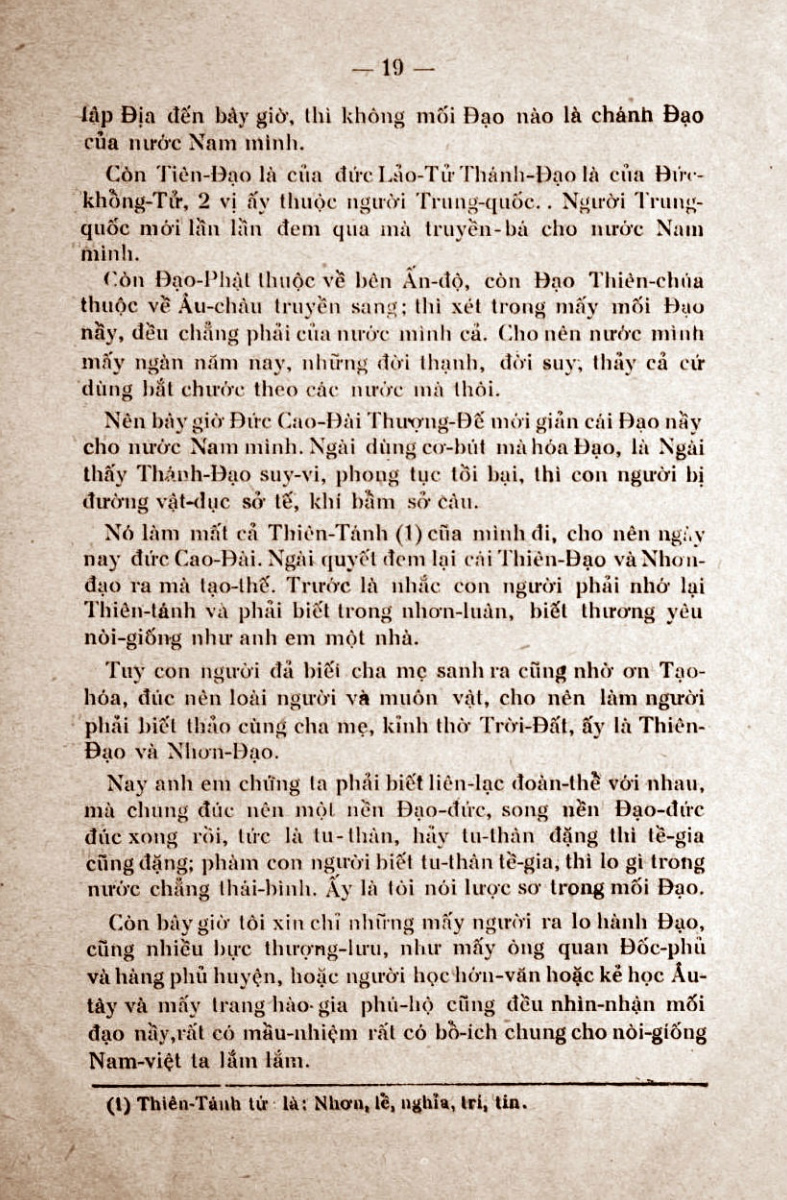 — 19 —
lập Địa đến bây giờ, thì không mối Đạo nào là chánh Đạo
của nước Nam mình.
Còn Tiên-Đạo là của đức Lảo-Tử Thánh-Đạo là của Đức-
khồng-Tử, 2 vị ấy thuộc người Trung-quốc.. Người Trung-
quốc mới lần lần đem qua mà truyền-bá cho nước Nam
mình.
Còn Đạo-Phật thuộc về bên Ấn-độ, còn Đạo Thiên-chúa
thuộc về Âu-châu truyền sang; thì xét trong mấy mối Đạo
nầy, đều chẳng phải của nước mình cả. Cho nên nước mình
mấy ngàn năm nay, những đời thạnh, đời suy, thảy cả cứ
dùng bắt chước theo các nước mà thôi.
Nên bây giờ Đức Cao-Đài Thượng-Đế mới giản cái Đạo nầy
cho nước Nam mình. Ngài dùng cơ-bút mà hóa Đạo, là Ngài
thấy Thánh-Đạo suy-vi, phong tục tồi bại, thì con người bị
đường vật-dục sở tế, khí bẩm sở câu.
Nó làm mất cả Thiên-Tánh (1) cũa mình đi, cho nên ngày
nay đức Cao-Đài. Ngài quyết đem lại cái Thiên-Đạo và Nhơn-
đạo ra mà tạo-thế. Trước là nhắc con người phải nhớ lại
Thiên-tánh và phải biết trong nhơn-luân, biết thương yêu
nòi-giống như anh em một nhà.
Tuy con người đả biết cha mẹ sanh ra cũng nhờ ơn Tạo-
hóa, đúc nên loài người và muôn vật, cho nên làm người
phải biết thảo cùng cha mẹ, kỉnh thờ Trời-Đất, ấy là Thiên-
Đạo và Nhơn-Đạo.
Nay anh em chứng ta phải biết liên-lạc đoàn-thề với nhau,
mà chung đúc nên một nền Đạo-đức, song nền Đạo-đức
đúc xong rồi, tức là tu-thân, hảy tu-thân đặng thì tề-gia
cũng đặng; phàm con người biết tu-thân tề-gia, thì lo gì trong
nước chẳng thái-bình. Ấy là tôi nói lược sơ trong mối Đạo.
Còn bây giờ tôi xin chỉ những mấy người ra lo hành Đạo,
cũng nhiều bực thượng-lưu, như mấy ông quan Đốc-phủ
và hàng phủ huyện, hoặc người học hớn-văn hoặc kẻ học Âu-
tây và mấy trang hào-gia phú-hộ cũng đều nhìn-nhận mối
đạo nầy,rất có mầu-nhiệm rất có bồ-ích chung cho nòi-giống
Nam-việt ta lắm lắm.
(1) Thiên-Tánh tứ là: Nhơn, lề, nghĩa, trí, tín.